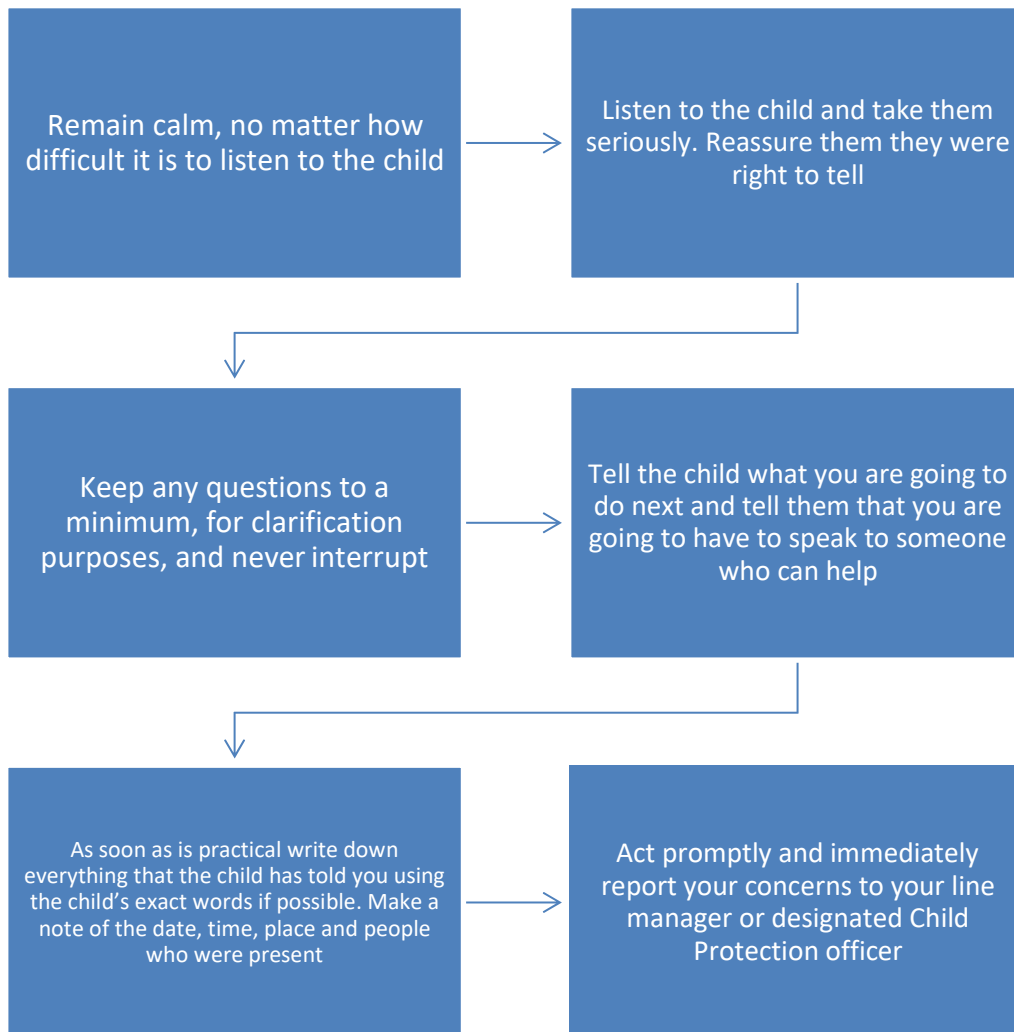 Remain calm, no matter how
difficult it is to listen to the child
Listen to the child and take them
seriously. Reassure them they were
right to tell
Keep any questions to a
minimum, for clarification
purposes, and never interrupt
Tell the child what you are going to
do next and tell them that you are
going to have to speak to someone
who can help
As soon as is practical write down
everything that the child has told you using
the child’s exact words if possible. Make a
note of the date, time, place and people
who were present
Act promptly and immediately
report your concerns to your line
manager or designated Child
Protection officer